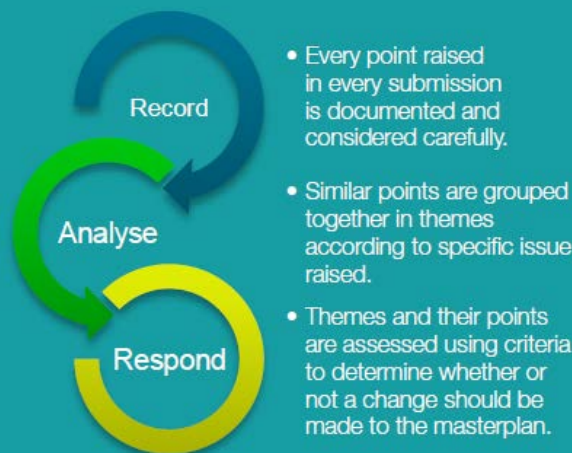 Record
• Every point raised
in every submission
is documented and
considered carefully.
Analyse
• Similar points are grouped
together in themes
according to specific issue
raised.
Respond
• Themes and their points
are assessed using criteria
to determine whether or
not a change should be
made to the masterplan.